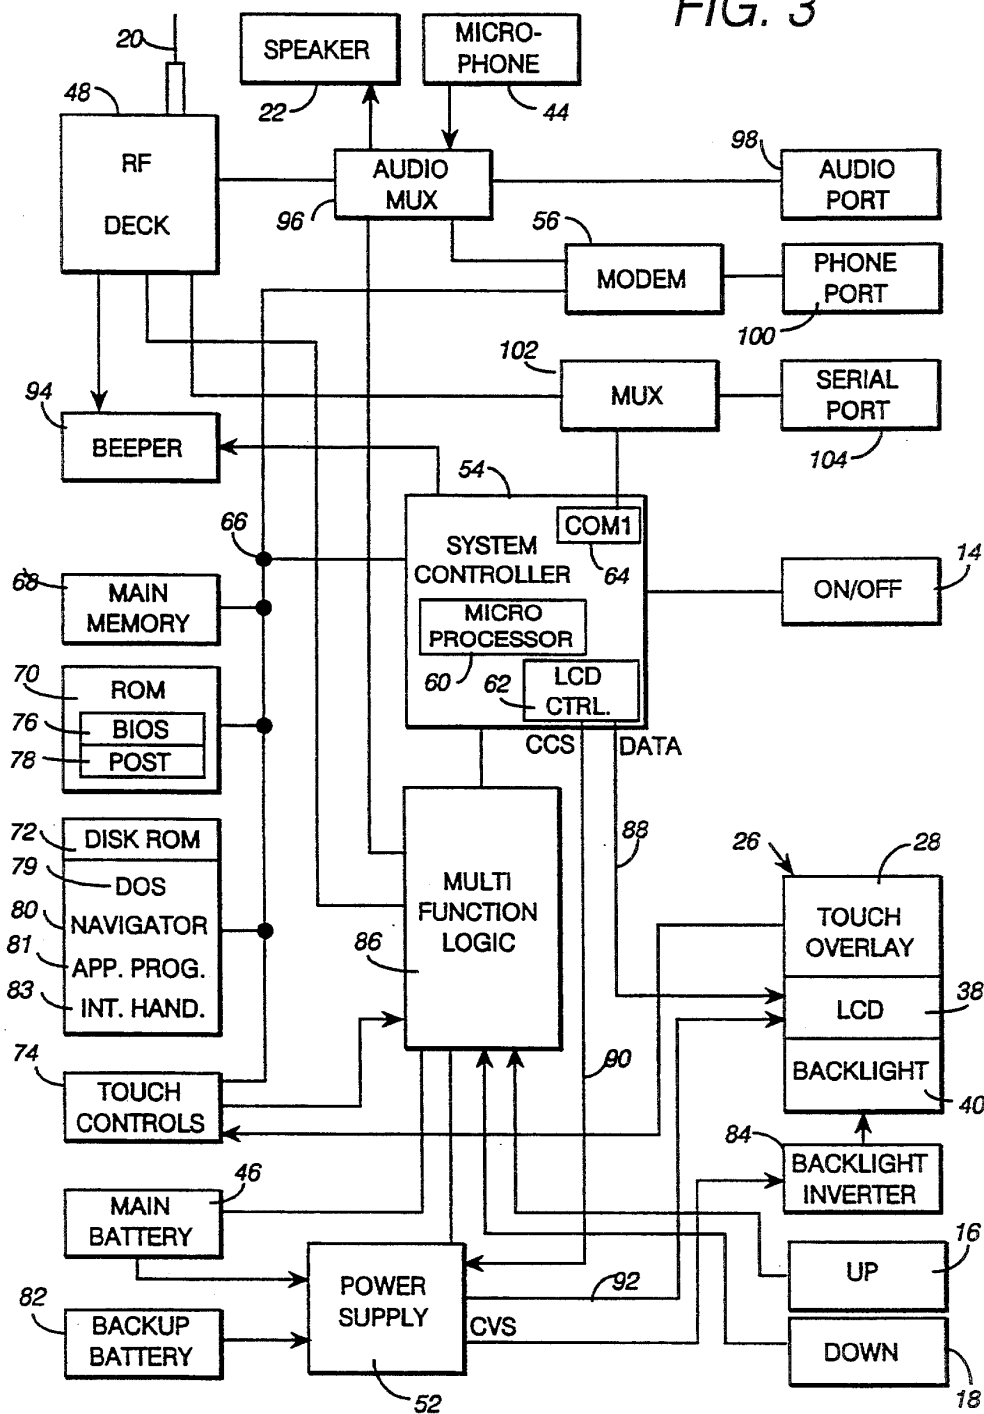 FIG. 3
20
SPEAKER
22
MICRO-
PHONE
44
48
RF
DECK
AUDIO
MUX
96
98
AUDIO
PORT
56
MODEM
PHONE
PORT
100
102
MUX
SERIAL
PORT
104
94
BEEPER
54
SYSTEM
CONTROLLER
COM1
64
MICRO
PROCESSOR
60
62
LCD
CTRL.
ON/OFF
14
66
68
MAIN
MEMORY
70
ROM
76
BIOS
78
POST
CCS
DATA
72
DISK ROM
79
DOS
80
NAVIGATOR
81
APP. PROG.
83
INT. HAND.
MULTI
FUNCTION
LOGIC
86
88
26
28
TOUCH
OVERLAY
LCD
38
BACKLIGHT
40
90
74
TOUCH
CONTROLS
84
BACKLIGHT
INVERTER
46
MAIN
BATTERY
82
BACKUP
BATTERY
POWER
SUPPLY
52
92
CVS
16
UP
DOWN
18